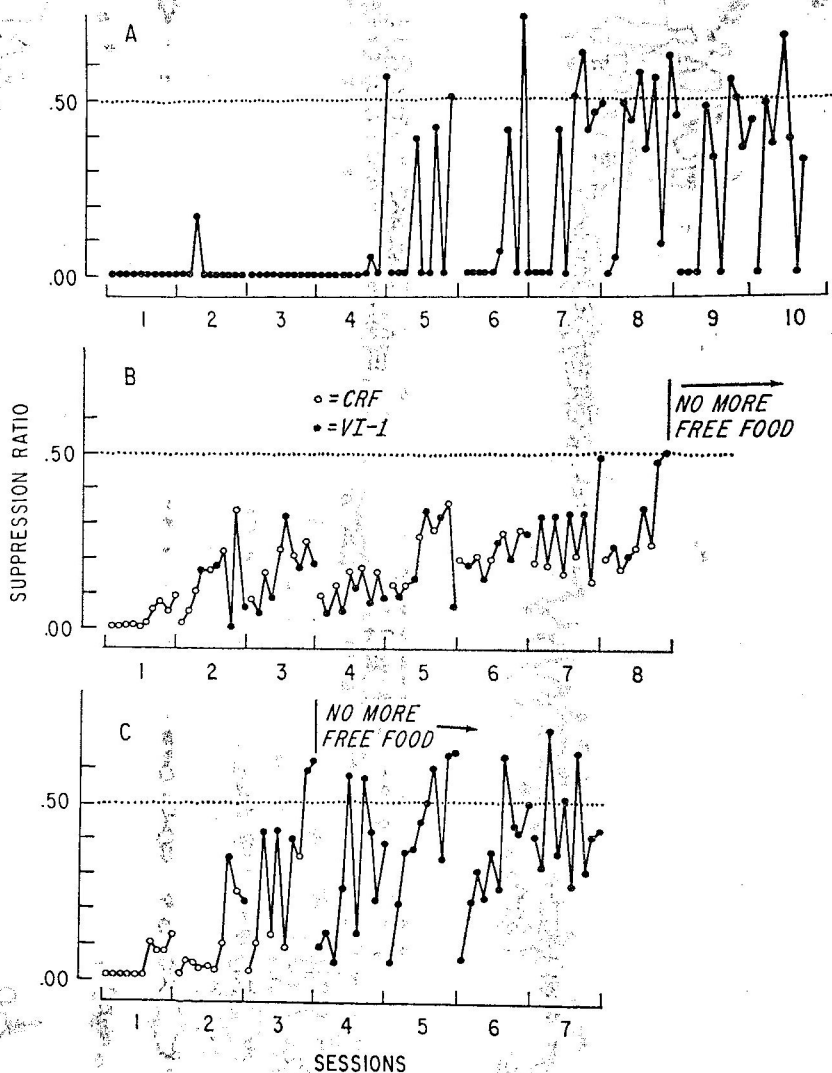 A
.50
.00
1 2 3 4 5 6 7 8 9 10
B
○ = CRF
● = VI-1
NO MORE
FREE FOOD
.50
.00
1 2 3 4 5 6 7 8
C
NO MORE
FREE FOOD
.50
.00
1 2 3 4 5 6 7
SUPPRESSION RATIO
SESSIONS